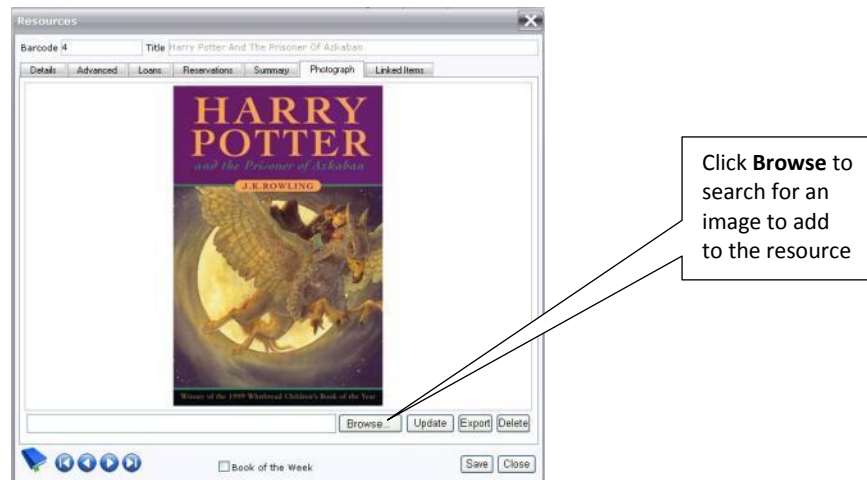 Resources
Barcode 4 Title Harry Potter And The Prisoner Of Azkaban
Details Advanced Loans Reservations Summary Photograph Linked Items
HARRY
POTTER
and the Prisoner of Azkaban
J.K.ROWLING
Winner of the 1999 Whitbread Children's Book of the Year
Browse... Update Export Delete
Book of the Week
Save Close
Click Browse to
search for an
image to add
to the resource